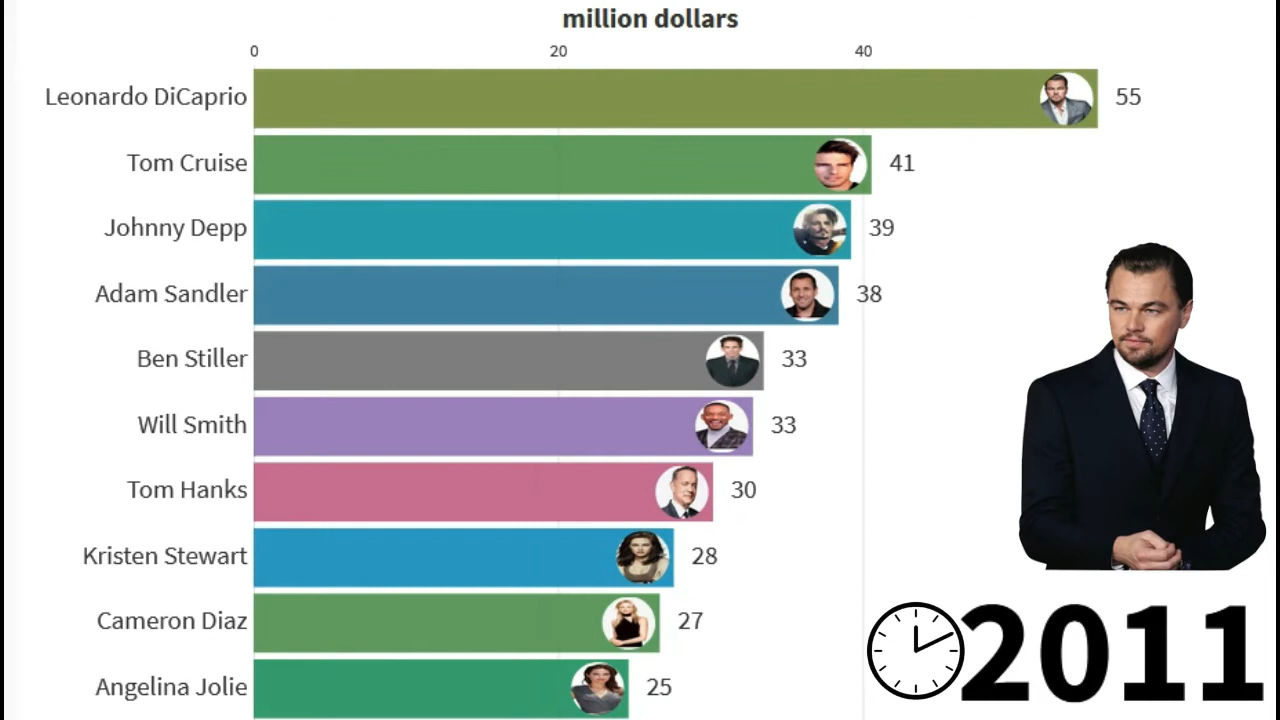 million dollars
0 20 40
Leonardo DiCaprio 55
Tom Cruise 41
Johnny Depp 39
Adam Sandler 38
Ben Stiller 33
Will Smith 33
Tom Hanks 30
Kristen Stewart 28
Cameron Diaz 27
Angelina Jolie 25
2011